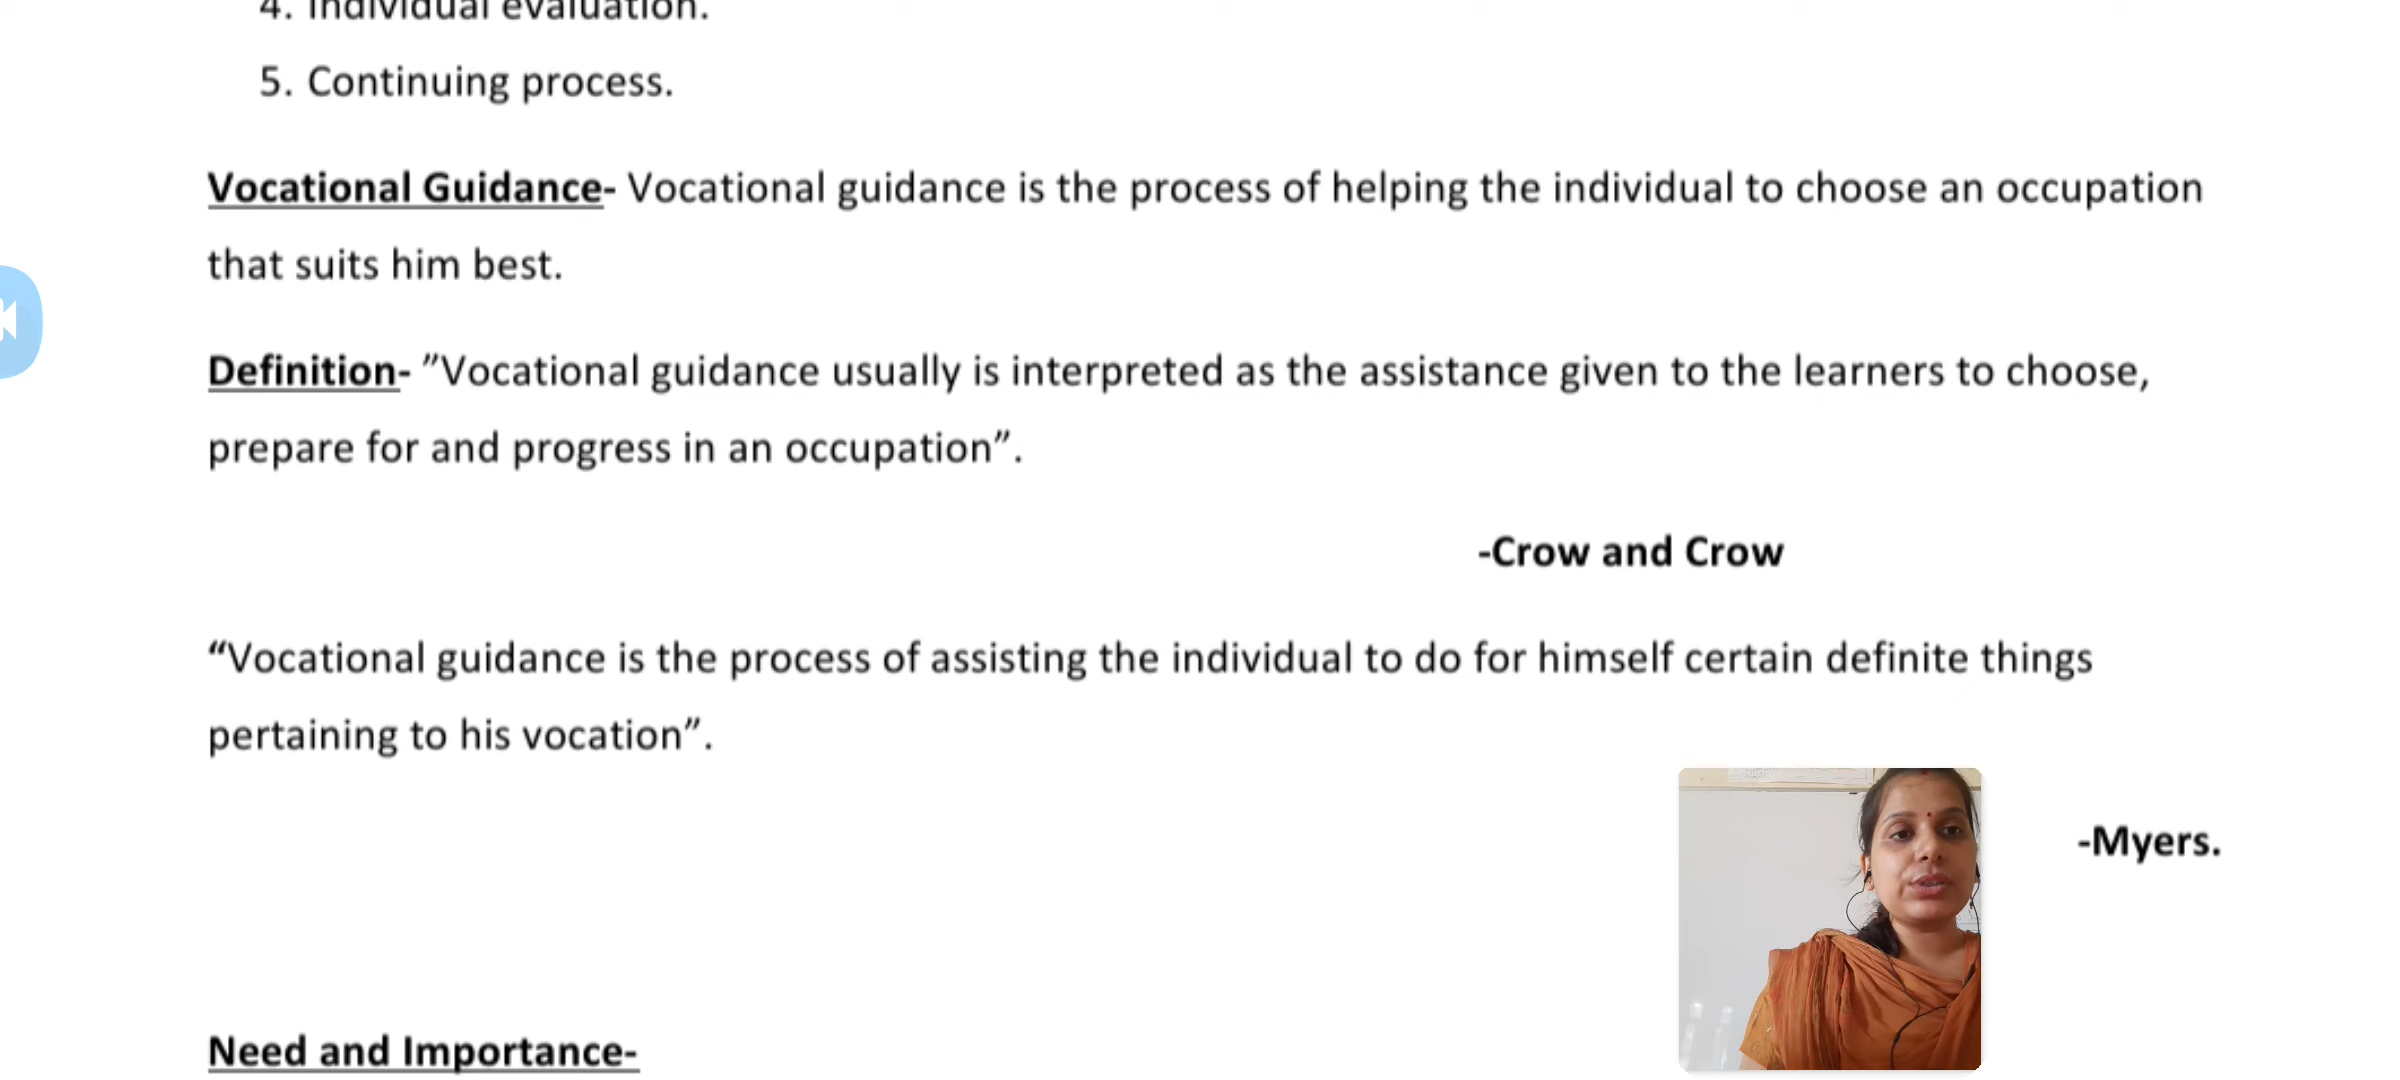 4. Individual evaluation.
5. Continuing process.
Vocational Guidance- Vocational guidance is the process of helping the individual to choose an occupation
that suits him best.
Definition- ”Vocational guidance usually is interpreted as the assistance given to the learners to choose,
prepare for and progress in an occupation”.
-Crow and Crow
“Vocational guidance is the process of assisting the individual to do for himself certain definite things
pertaining to his vocation”.
-Myers.
Need and Importance-